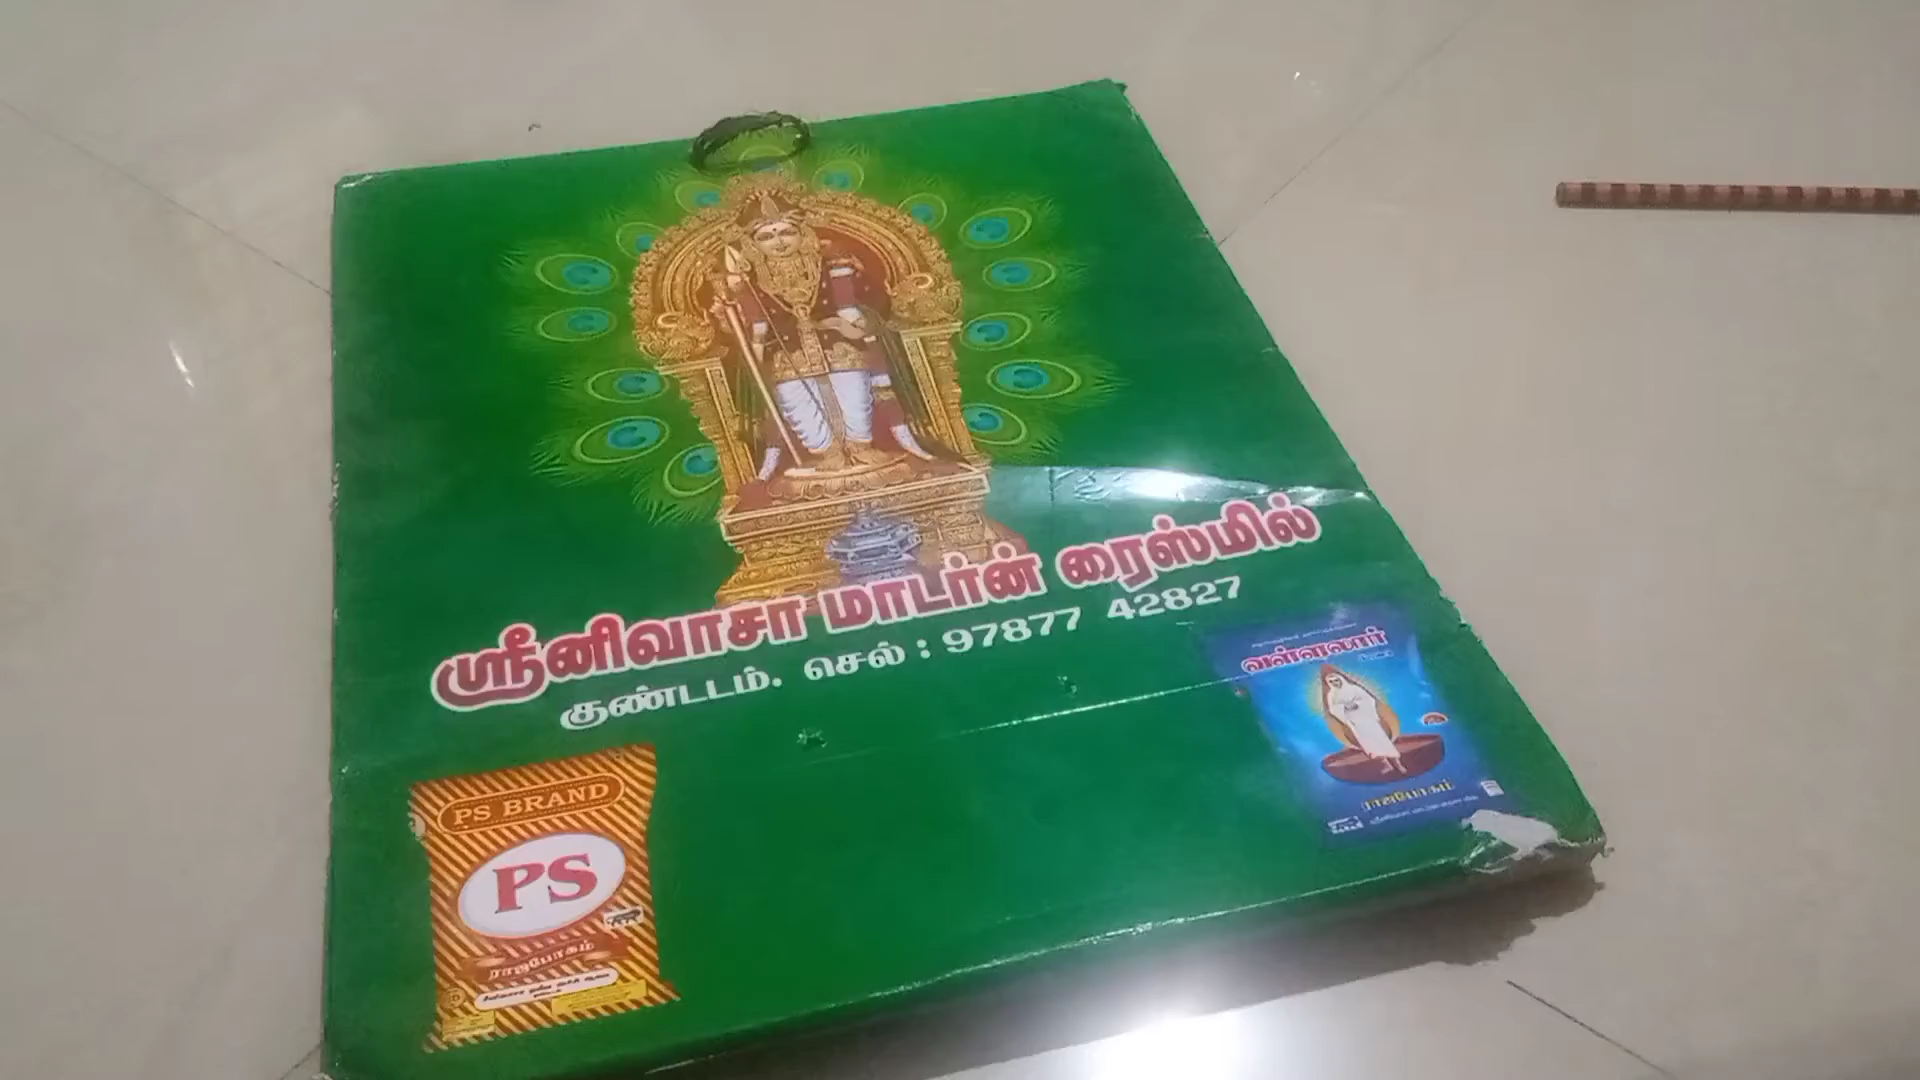 ஸ்ரீனிவாசா மாடர்ன் ரைஸ்மில்
குண்டடம். செல் : 97877 42827
PS BRAND
PS
ராஜபோகம்
வள்ளலார்
ராஜபோகம்